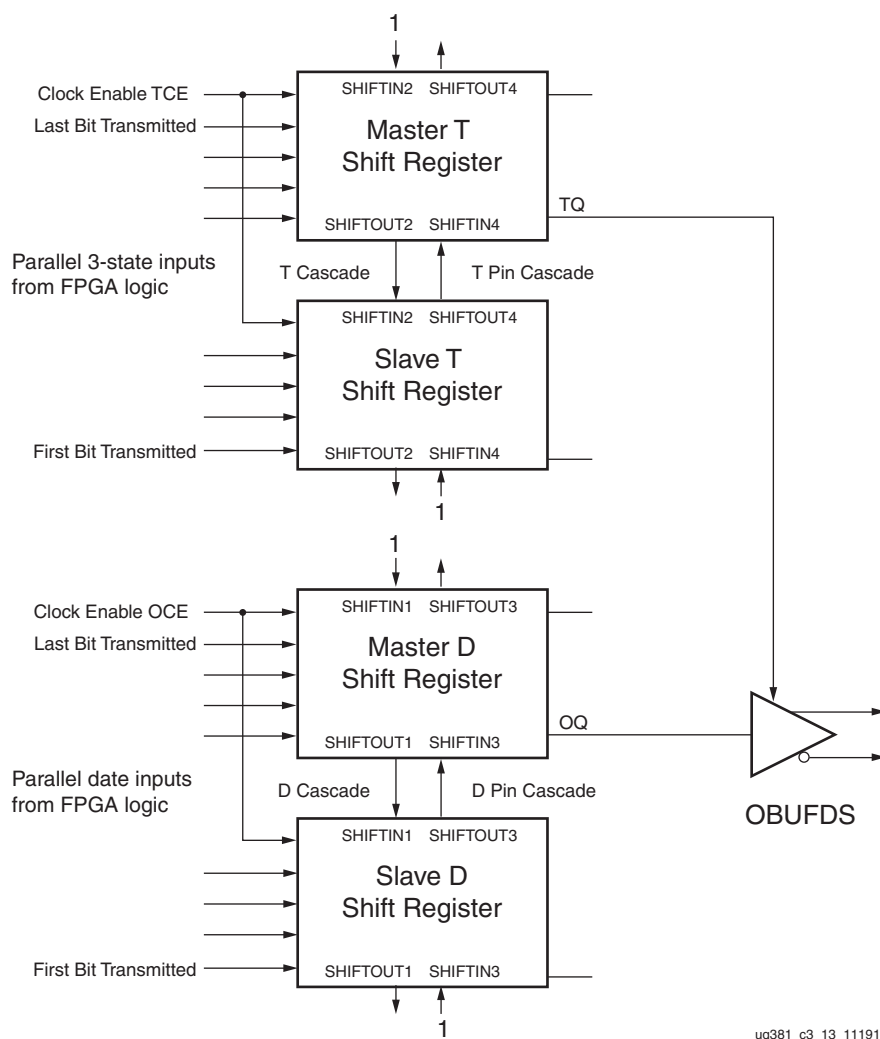 1
Clock Enable TCE
SHIFTIN2 SHIFTOUT4
Last Bit Transmitted
Master T
Shift Register
TQ
SHIFTOUT2 SHIFTIN4
Parallel 3-state inputs
from FPGA logic
T Cascade
T Pin Cascade
SHIFTIN2 SHIFTOUT4
Slave T
Shift Register
First Bit Transmitted
SHIFTOUT2 SHIFTIN4
1
1
Clock Enable OCE
SHIFTIN1 SHIFTOUT3
Last Bit Transmitted
Master D
Shift Register
OQ
SHIFTOUT1 SHIFTIN3
Parallel date inputs
from FPGA logic
D Cascade
D Pin Cascade
OBUFDS
SHIFTIN1 SHIFTOUT3
Slave D
Shift Register
First Bit Transmitted
SHIFTOUT1 SHIFTIN3
1
ug381_c3_13_11191